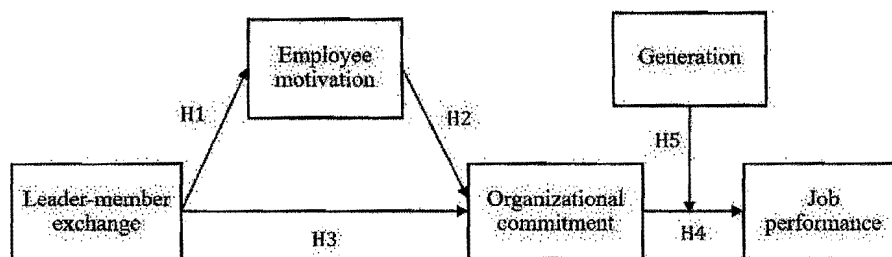 Employee
motivation
Generation
H1
H2
H5
Leader-member
exchange
Organizational
commitment
Job
performance
H3
H4